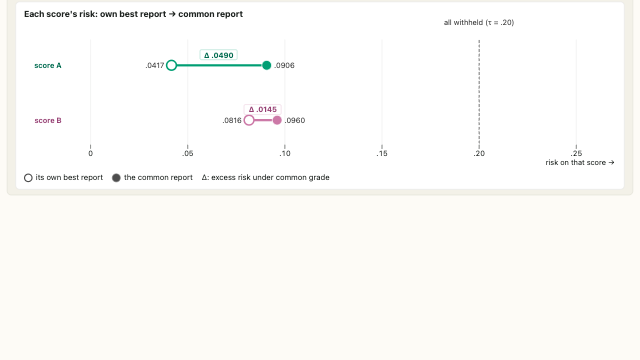 Each score's risk: own best report → common report
all withheld (τ = .20)
score A
.0417
Δ .0490
.0906
score B
.0816
Δ .0145
.0960
0
.05
.10
.15
.20
.25
risk on that score →
its own best report
the common report
Δ: excess risk under common grade